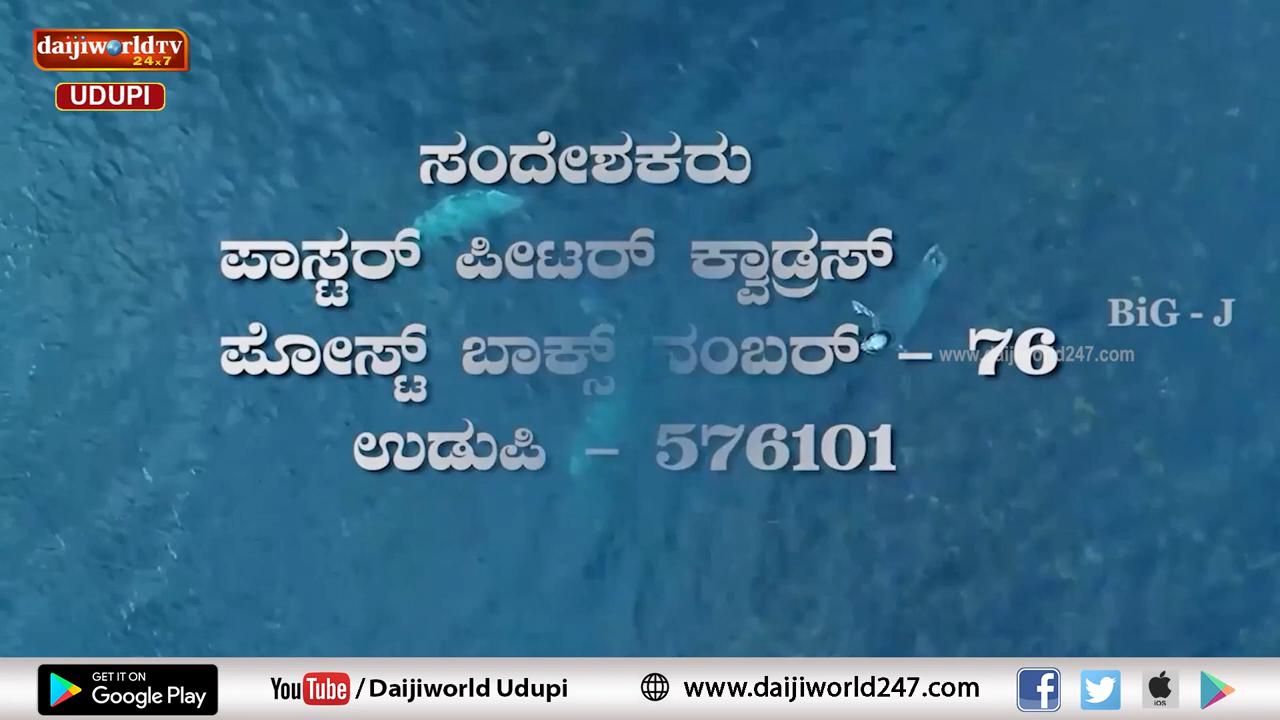 daijiworldTV
24x7
UDUPI
ಸಂದೇಶಕರು
ಪಾಸ್ಟರ್ ಪೀಟರ್ ಕ್ವಾಡ್ರಸ್
BiG - J
ಪೋಸ್ಟ್ ಬಾಕ್ಸ್ ನಂಬರ್ – 76
www.daijiworld247.com
ಉಡುಪಿ – 576101
GET IT ON
Google Play
YouTube / Daijiworld Udupi
www.daijiworld247.com
iOS